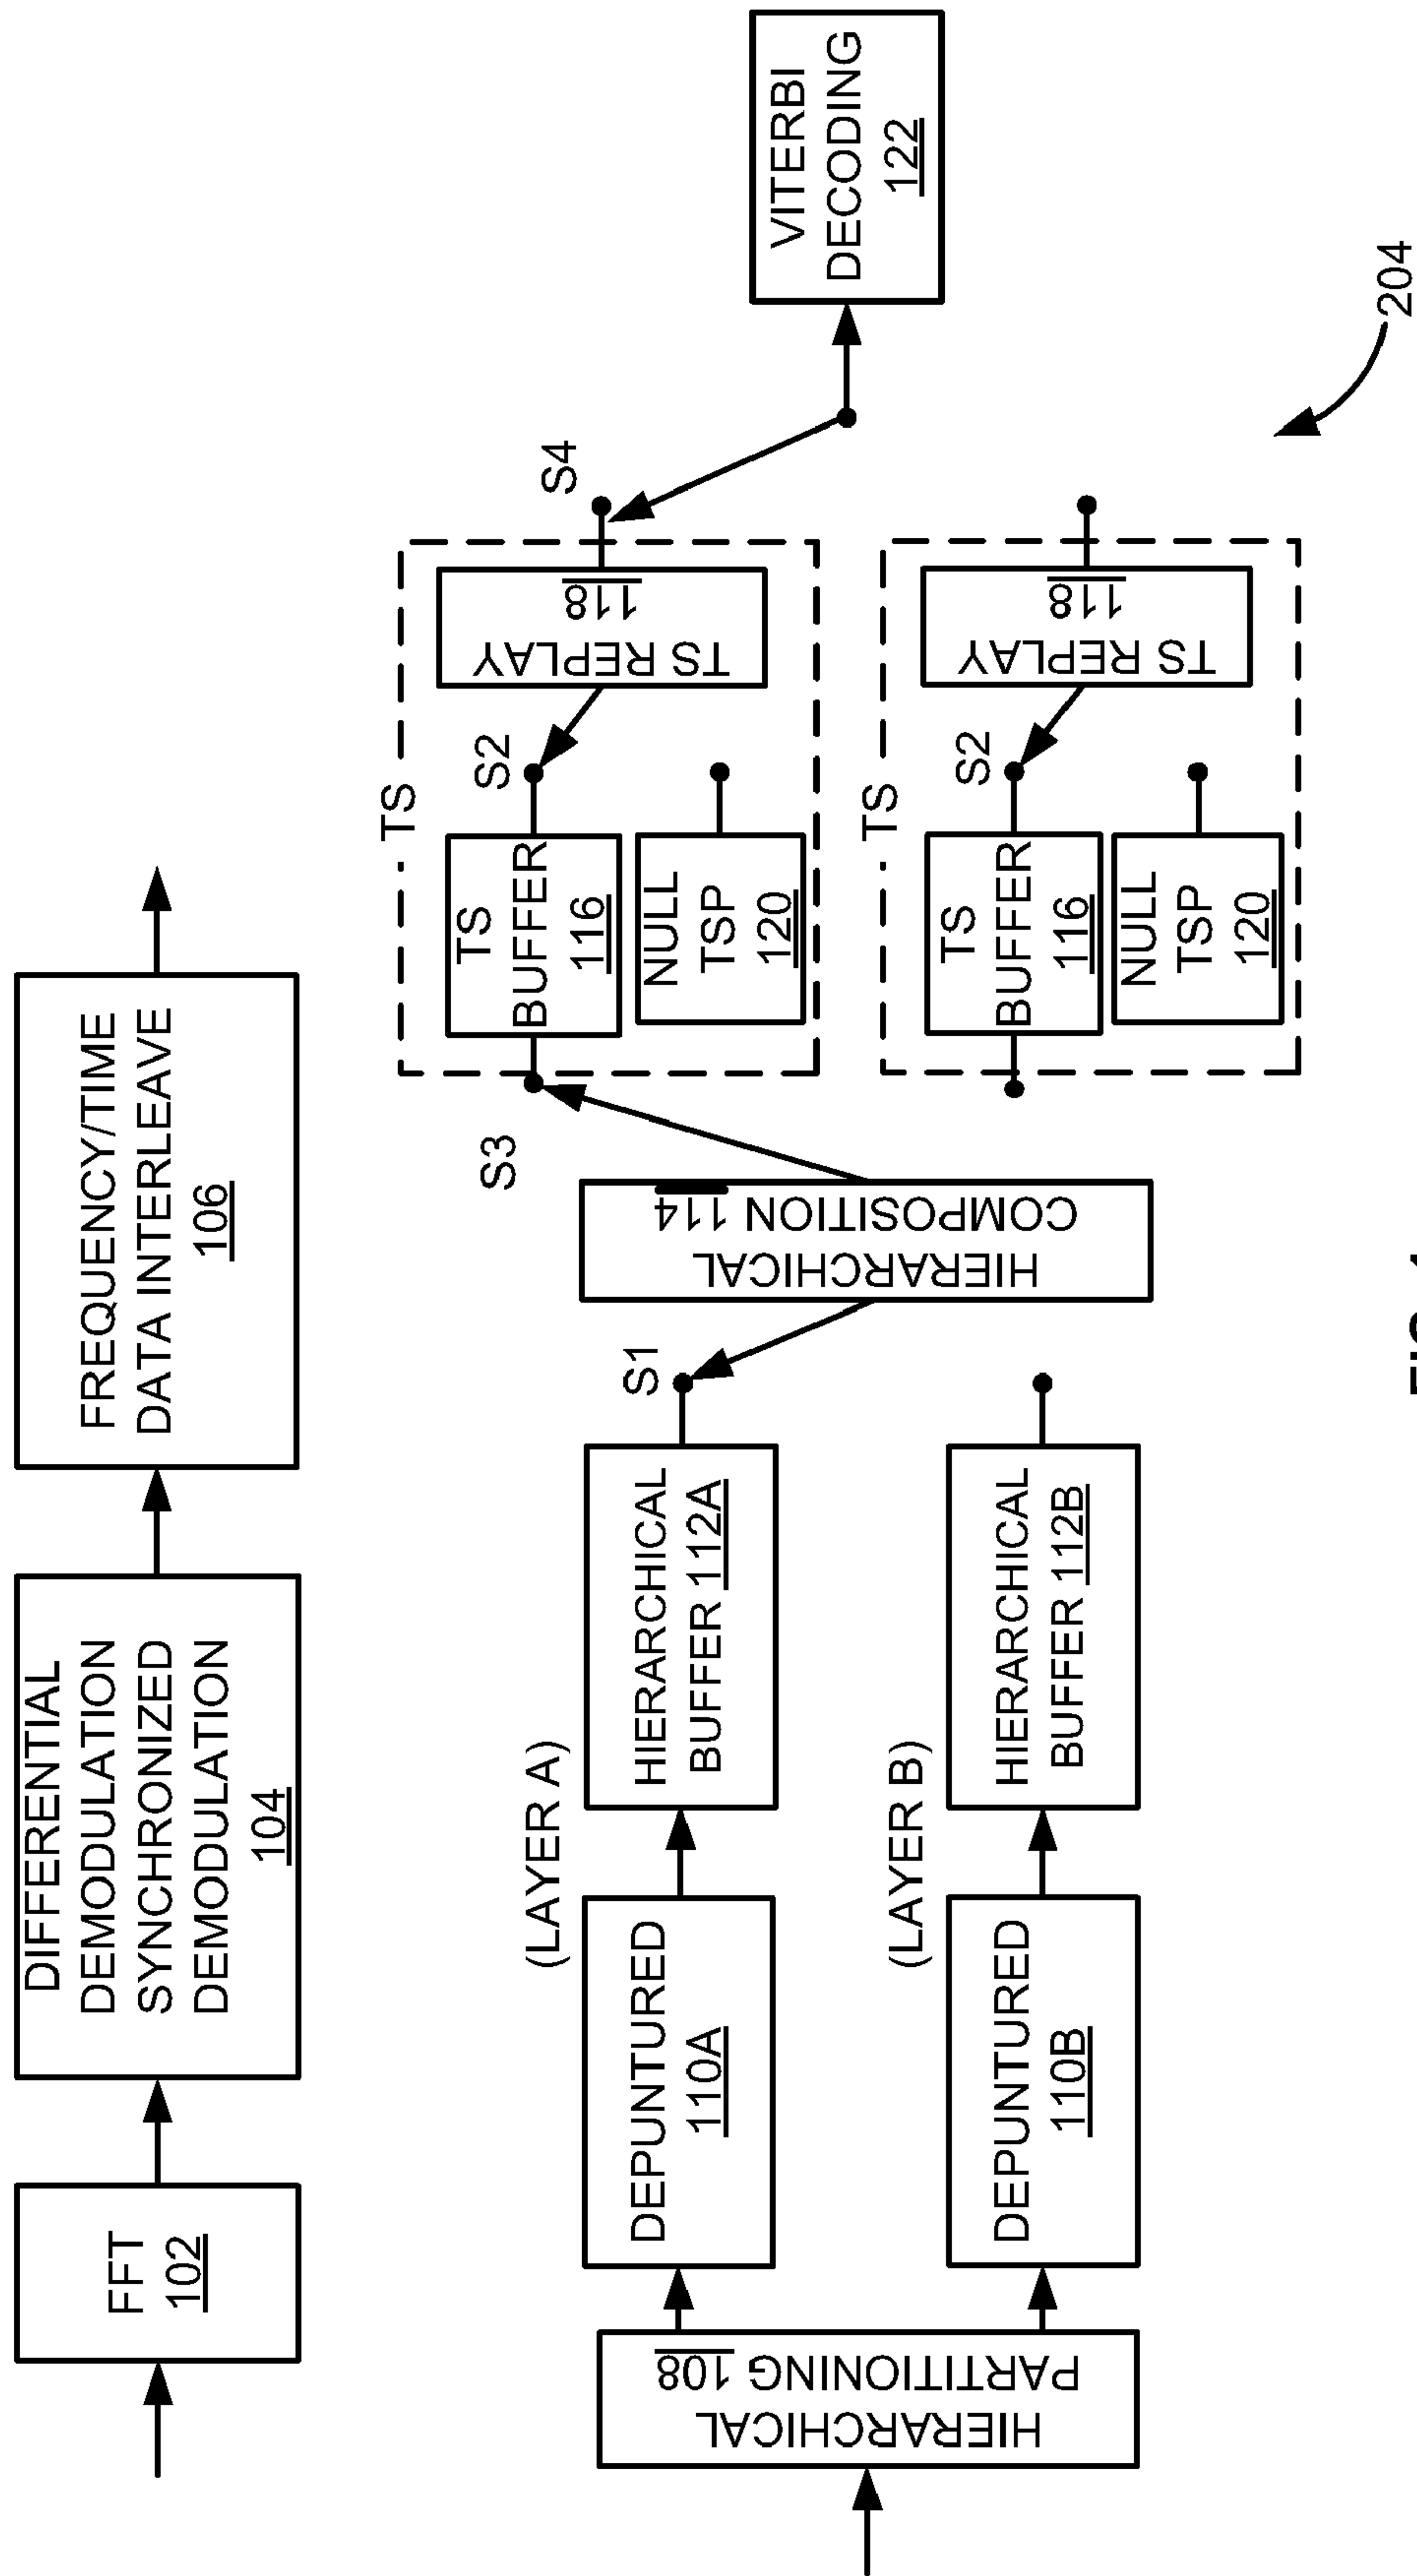 FFT
102
DIFFERENTIAL
DEMODULATION
SYNCHRONIZED
DEMODULATION
104
FREQUENCY/TIME
DATA INTERLEAVE
106
HIERARCHICAL
PARTITIONING 108
(LAYER A)
DEPUNTURED
110A
HIERARCHICAL
BUFFER 112A
(LAYER B)
DEPUNTURED
110B
HIERARCHICAL
BUFFER 112B
S1
HIERARCHICAL
COMPOSITION 114
S3
TS
TS
BUFFER
116
NULL
TSP
120
S2
TS REPLAY
118
S4
TS
TS
BUFFER
116
NULL
TSP
120
S2
TS REPLAY
118
VITERBI
DECODING
122
204